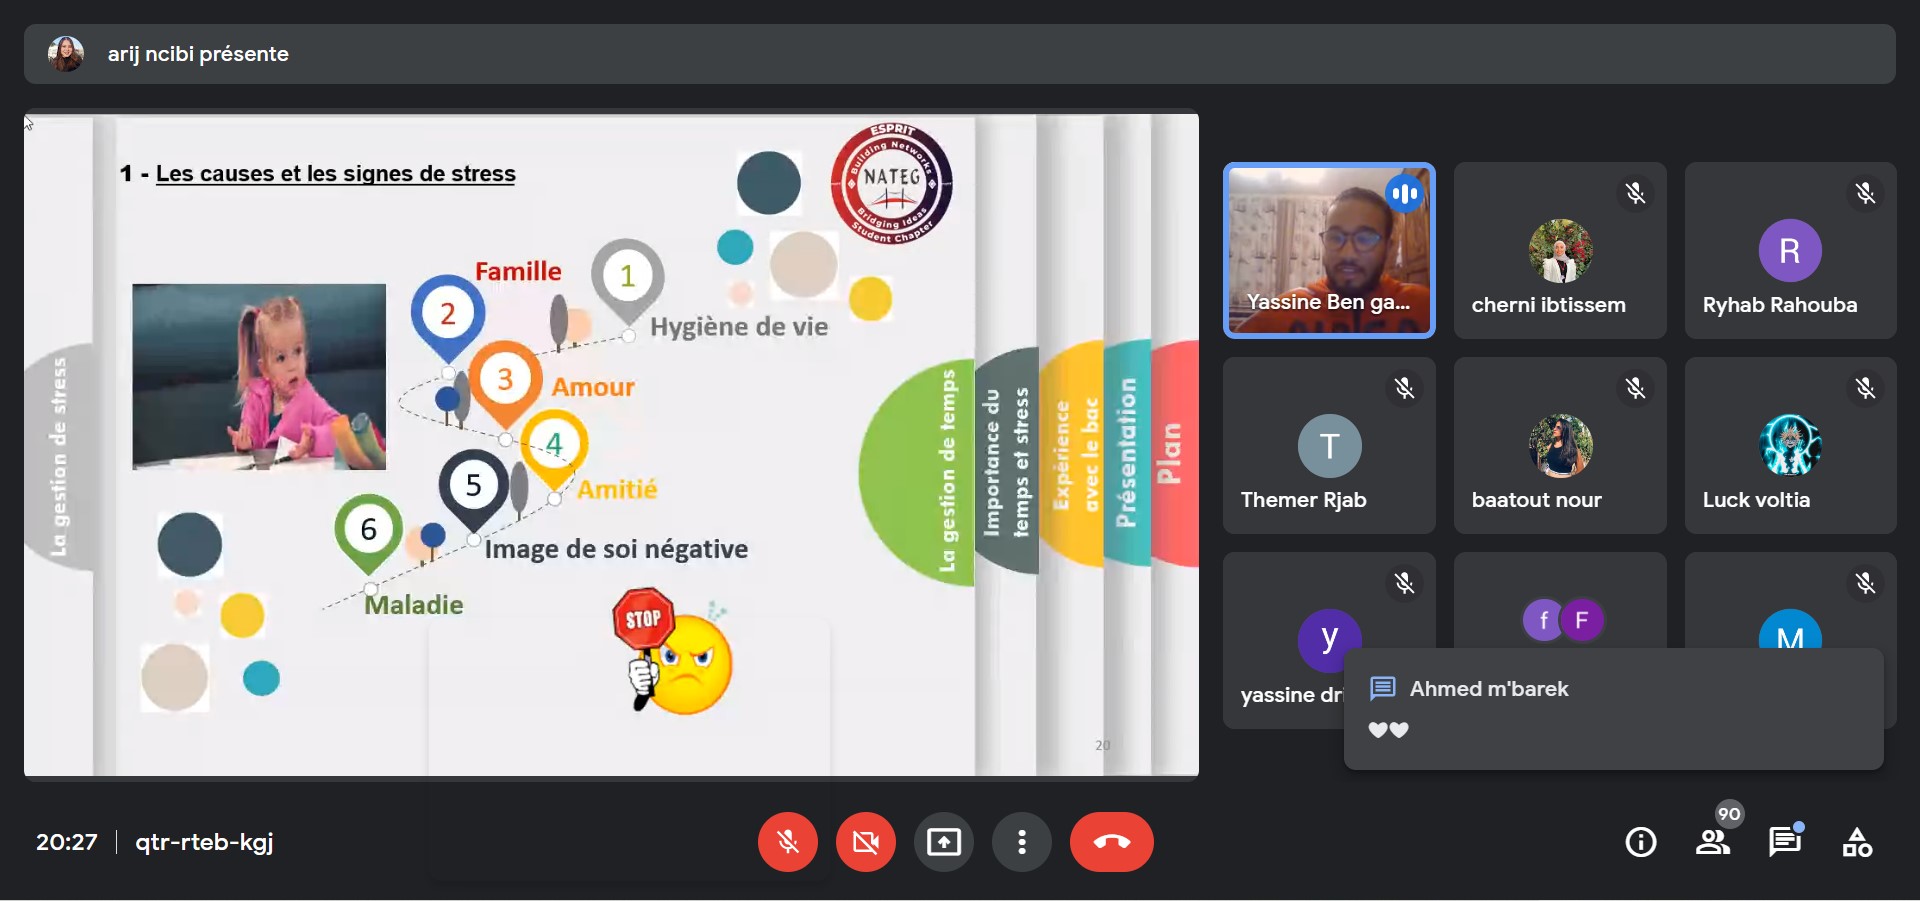 arij ncibi présente
1 - Les causes et les signes de stress
ESPRIT
Building Networks
NATEG
Bridging Ideas
Student Chapter
1
Hygiène de vie
2
Famille
3
Amour
4
Amitié
5
Image de soi négative
6
Maladie
STOP
La gestion de stress
La gestion de temps
Importance du
temps et stress
Expérience
avec le bac
Présentation
Plan
20
Yassine Ben ga...
cherni ibtissem
R
Ryhab Rahouba
T
Themer Rjab
baatout nour
Luck voltia
y
yassine dri
f
F
M
Ahmed m'barek
🤍🤍
20:27
qtr-rteb-kgj
90